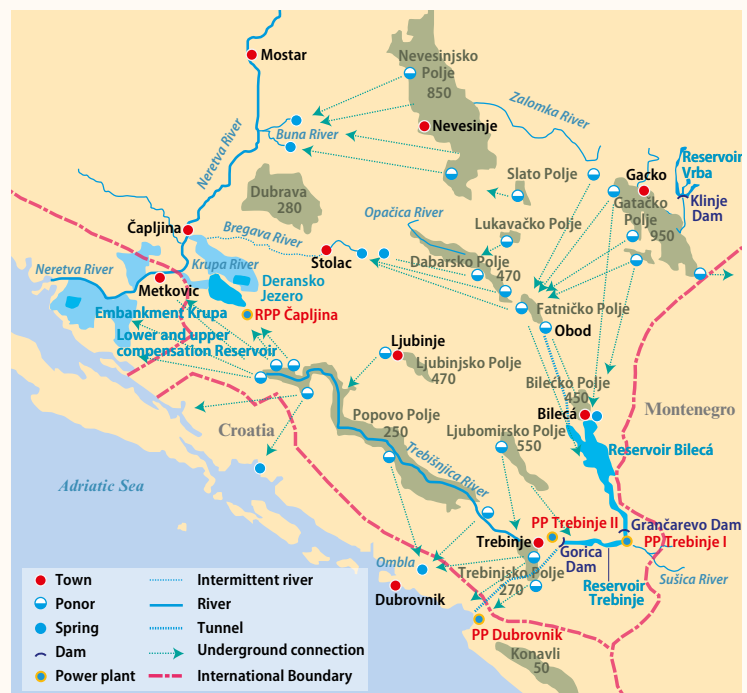 Mostar
Nevesinjsko
Polje
850
Zalomka River
Buna River
Nevesinje
Neretva River
Reservoir
Vrba
Slato Polje
Gacko
Klinje
Dam
Dubrava
280
Gatačko
Polje
950
Opačica River
Lukavačko Polje
Čapljina
Bregava River
Stolac
Dabarsko Polje
470
Krupa River
Neretva River
Metkovic
Deransko
Jezero
Fatničko Polje
Embankment Krupa
RPP Čapljina
Obod
Lower and upper
compensation Reservoir
Ljubinje
Ljubinjsko Polje
470
Bilećko Polje
450
Bilecá
Montenegro
Popovo Polje
250
Croatia
Ljubomirsko Polje
550
Reservoir Bilecá
Trebišnjica River
Adriatic Sea
PP Trebinje II
Grančarevo Dam
Trebinje
PP Trebinje I
Gorica
Dam
Ombla
Trebinjsko Polje
270
Sušica River
Reservoir
Trebinje
Dubrovnik
PP Dubrovnik
Konavli
50
Town
Ponor
Spring
Dam
Power plant
Intermittent river
River
Tunnel
Underground connection
International Boundary